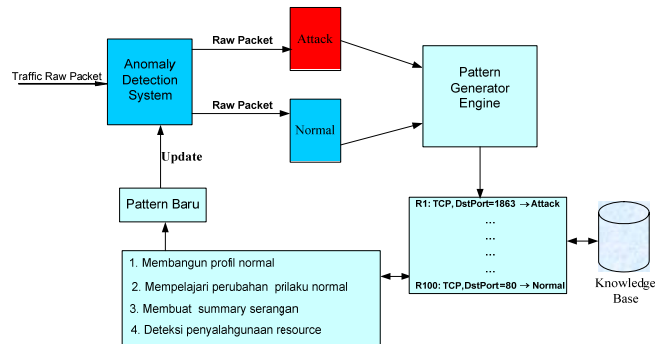 Traffic Raw Packet
Anomaly
Detection
System
Raw Packet
Attack
Raw Packet
Normal
Pattern
Generator
Engine
Update
Pattern Baru
R1: TCP, DstPort=1863 → Attack
...
...
...
...
R100: TCP,DstPort=80 → Normal
Knowledge
Base
1. Membangun profil normal
2. Mempelajari perubahan prilaku normal
3. Membuat summary serangan
4. Deteksi penyalahgunaan resource